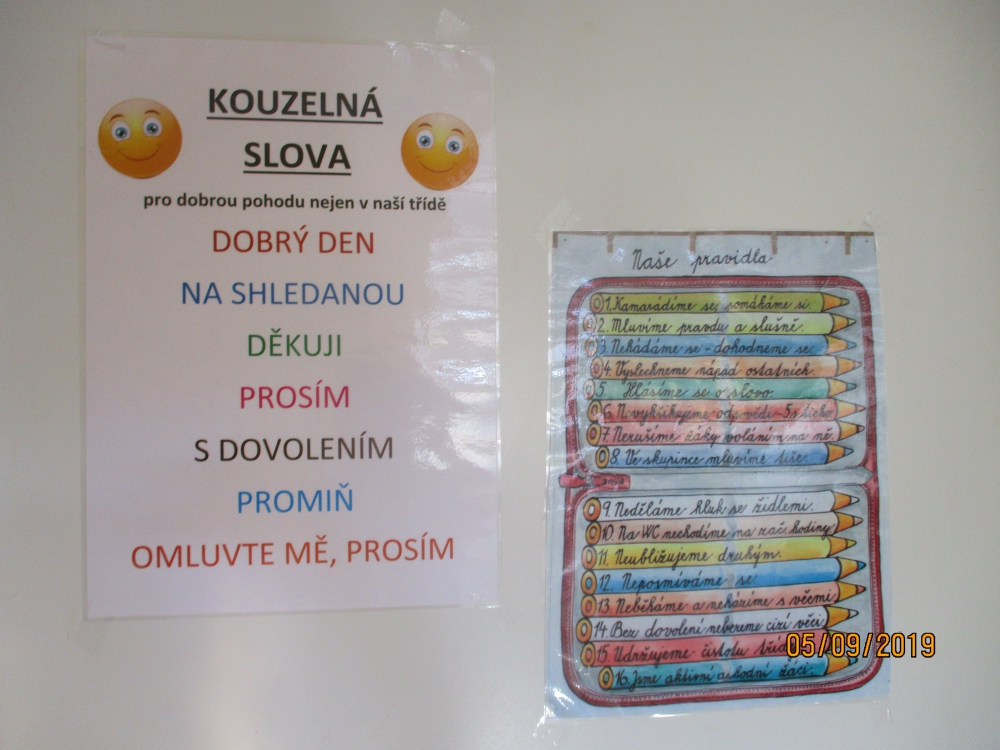 KOUZELNÁ
SLOVA
pro dobrou pohodu nejen v naší třídě
DOBRÝ DEN
NA SHLEDANOU
DĚKUJI
PROSÍM
S DOVOLENÍM
PROMIŇ
OMLUVTE MĚ, PROSÍM
Naše pravidla
1. Kamarádíme se, pomáháme si.
2. Mluvíme pravdu a slušně.
3. Nehádáme se - dohodneme se.
4. Vyslechneme nápad ostatních.
5. Hlásíme se o slovo.
6. Nevykřikujeme odpovědi
7. Nerušíme žáky voláním na ně.
8. Ve skupince mluvíme tiše.
9. Neděláme hluk se židlemi.
10. Na WC nechodíme na zač. hodiny
11. Neubližujeme druhým.
12. Neposmíváme se.
13. Neběháme a neházíme s věcmi.
14. Bez dovolení nebereme cizí věci.
15. Udržujeme čistotu
16. Jsme aktivní a hodní žáci.
05/09/2019